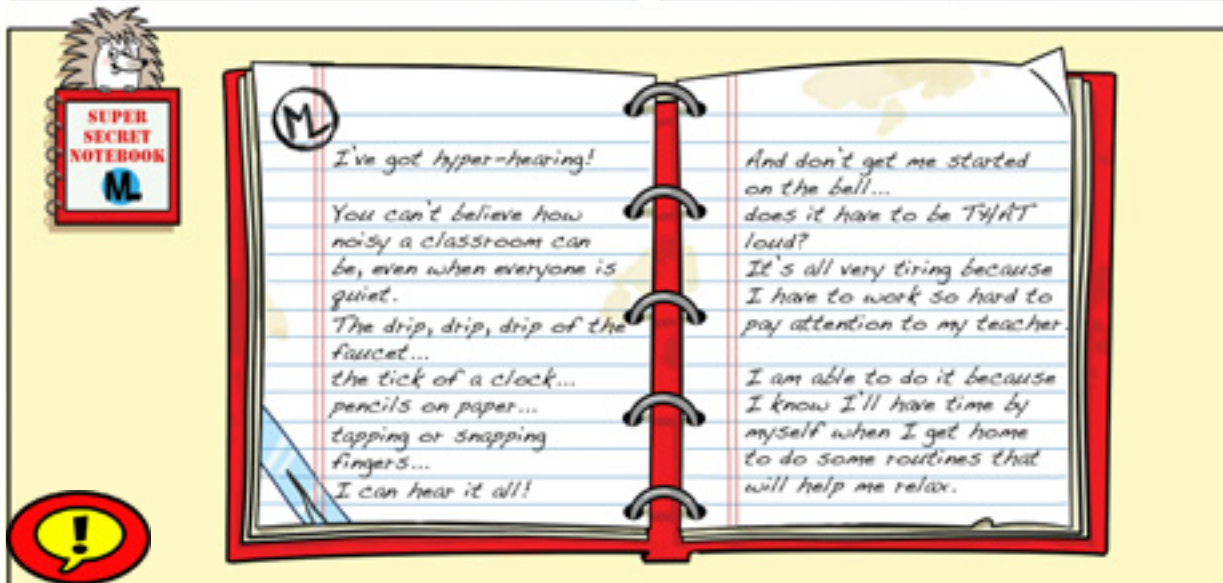 SUPER
SECRET
NOTEBOOK
ML
ML
I've got hyper-hearing!
You can't believe how
noisy a classroom can
be, even when everyone is
quiet.
The drip, drip, drip of the
faucet...
the tick of a clock...
pencils on paper...
tapping or snapping
fingers...
I can hear it all!
And don't get me started
on the bell...
does it have to be THAT
loud?
It's all very tiring because
I have to work so hard to
pay attention to my teacher.
I am able to do it because
I know I'll have time by
myself when I get home
to do some routines that
will help me relax.
!